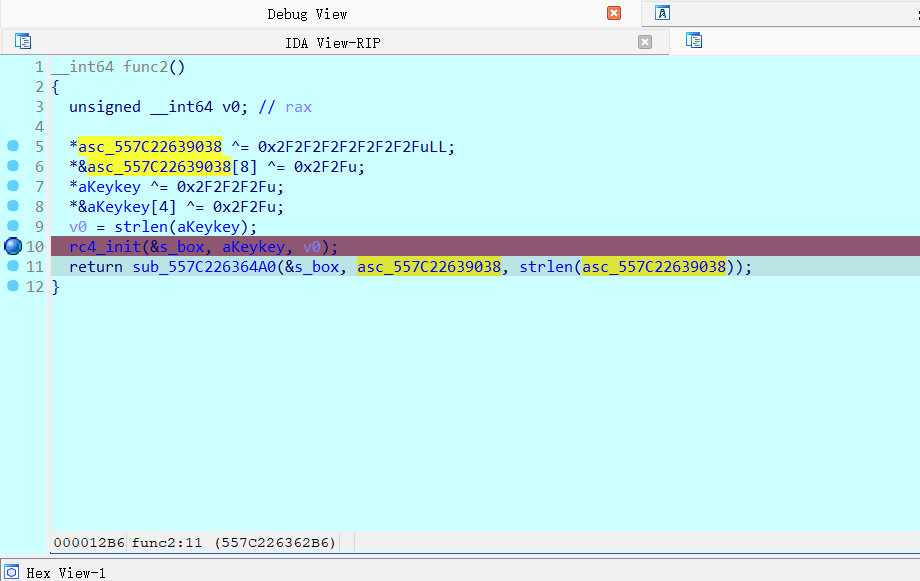 Debug View
IDA View-RIP
1 __int64 func2()
2 {
3 unsigned __int64 v0; // rax
4
5 *asc_557C22639038 ^= 0x2F2F2F2F2F2F2F2FuLL;
6 *&asc_557C22639038[8] ^= 0x2F2Fu;
7 *aKeykey ^= 0x2F2F2F2Fu;
8 *&aKeykey[4] ^= 0x2F2Fu;
9 v0 = strlen(aKeykey);
10 rc4_init(&s_box, aKeykey, v0);
11 return sub_557C226364A0(&s_box, asc_557C22639038, strlen(asc_557C22639038));
12 }
000012B6 func2:11 (557C226362B6)
Hex View-1